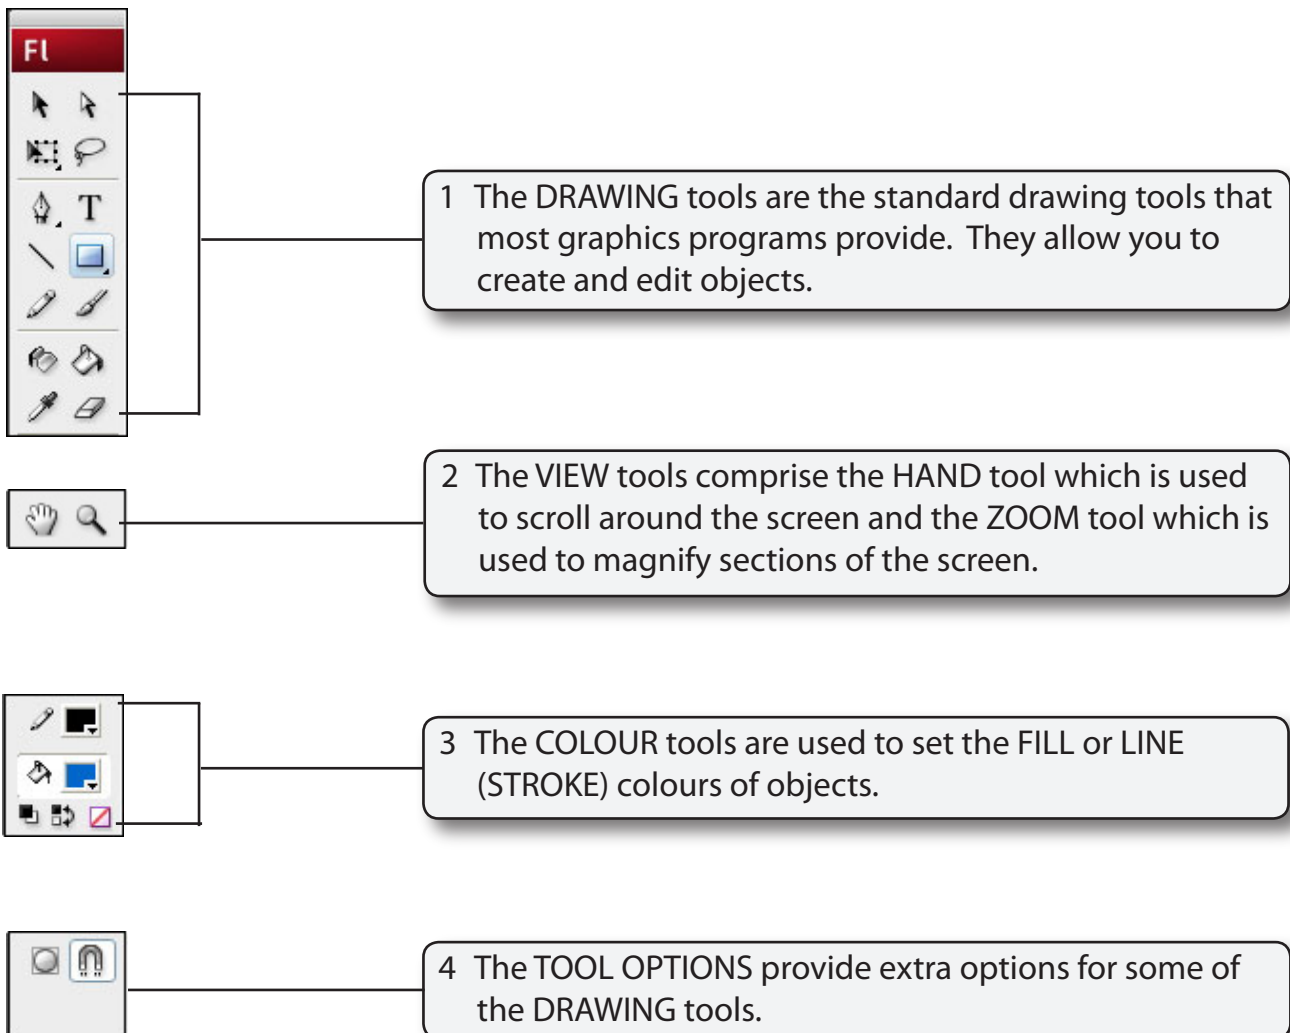 Fl
T
1 The DRAWING tools are the standard drawing tools that
most graphics programs provide.  They allow you to
create and edit objects.
2 The VIEW tools comprise the HAND tool which is used
to scroll around the screen and the ZOOM tool which is
used to magnify sections of the screen.
3 The COLOUR tools are used to set the FILL or LINE
(STROKE) colours of objects.
4 The TOOL OPTIONS provide extra options for some of
the DRAWING tools.